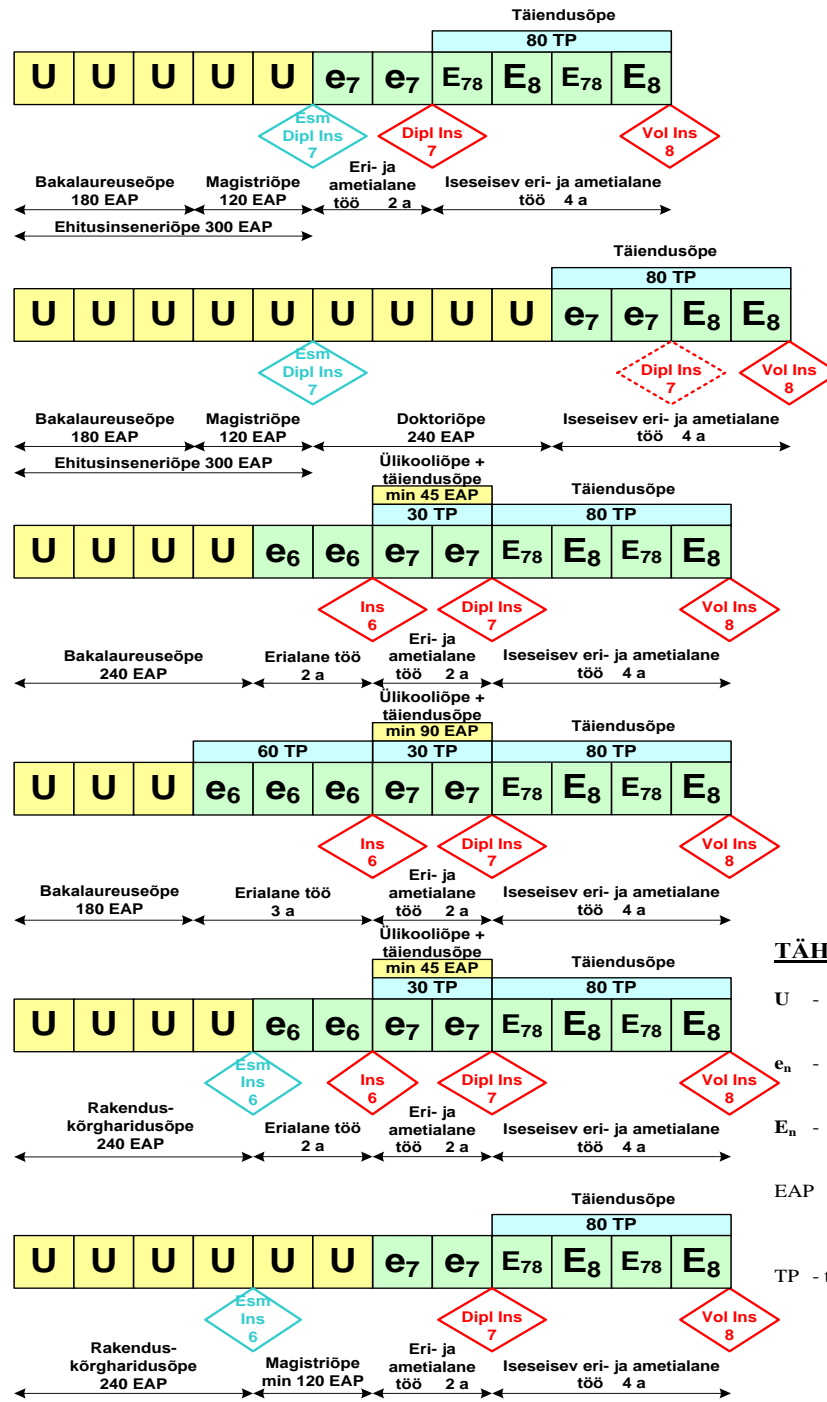 Täiendusõpe
80 TP
U U U U U e7 e7 E78 E8 E78 E8
Esm
Dipl Ins
7
Dipl Ins
7
Vol Ins
8
Bakalaureuseõpe
180 EAP
Magistriõpe
120 EAP
Eri- ja
ametialane
töö 2 a
Iseseisev eri- ja ametialane
töö 4 a
Ehitusinseneriõpe 300 EAP
Täiendusõpe
80 TP
U U U U U U U U U e7 e7 E8 E8
Esm
Dipl Ins
7
Dipl Ins
7
Vol Ins
8
Bakalaureuseõpe
180 EAP
Magistriõpe
120 EAP
Doktoriõpe
240 EAP
Iseseisev eri- ja ametialane
töö 4 a
Ehitusinseneriõpe 300 EAP
Ülikooliõpe +
täiendusõpe
min 45 EAP
30 TP
Täiendusõpe
80 TP
U U U U e6 e6 e7 e7 E78 E8 E78 E8
Ins
6
Dipl Ins
7
Vol Ins
8
Bakalaureuseõpe
240 EAP
Erialane töö
2 a
Eri- ja
ametialane
töö 2 a
Iseseisev eri- ja ametialane
töö 4 a
Ülikooliõpe +
täiendusõpe
min 90 EAP
60 TP
30 TP
Täiendusõpe
80 TP
U U U e6 e6 e6 e7 e7 E78 E8 E78 E8
Ins
6
Dipl Ins
7
Vol Ins
8
Bakalaureuseõpe
180 EAP
Erialane töö
3 a
Eri- ja
ametialane
töö 2 a
Iseseisev eri- ja ametialane
töö 4 a
Ülikooliõpe +
täiendusõpe
min 45 EAP
30 TP
Täiendusõpe
80 TP
U U U U e6 e6 e7 e7 E78 E8 E78 E8
Esm
Ins
6
Ins
6
Dipl Ins
7
Vol Ins
8
Rakendus-
kõrgharidusõpe
240 EAP
Erialane töö
2 a
Eri- ja
ametialane
töö 2 a
Iseseisev eri- ja ametialane
töö 4 a
Täiendusõpe
80 TP
U U U U U U e7 e7 E78 E8 E78 E8
Esm
Ins
6
Dipl Ins
7
Vol Ins
8
Rakendus-
kõrgharidusõpe
240 EAP
Magistriõpe
min 120 EAP
Eri- ja
ametialane
töö 2 a
Iseseisev eri- ja ametialane
töö 4 a
TÄH
U -
en -
En -
EAP
TP - t